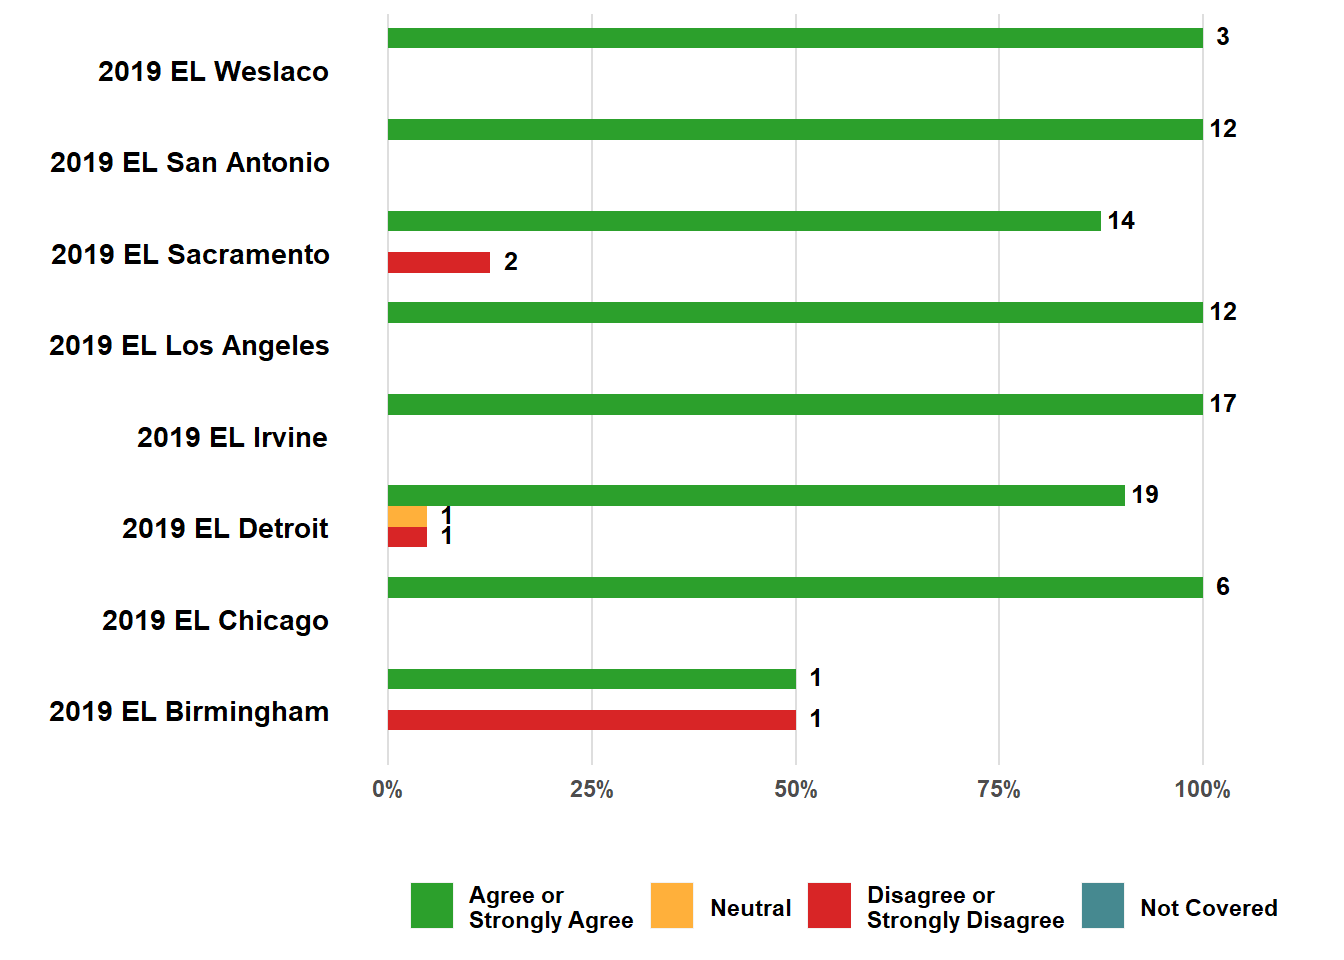 3
2019 EL Weslaco
12
2019 EL San Antonio
14
2019 EL Sacramento
2
12
2019 EL Los Angeles
17
2019 EL Irvine
19
1
2019 EL Detroit
1
6
2019 EL Chicago
1
2019 EL Birmingham
1
0% 25% 50% 75% 100%
Agree or
Strongly Agree
Neutral
Disagree or
Strongly Disagree
Not Covered